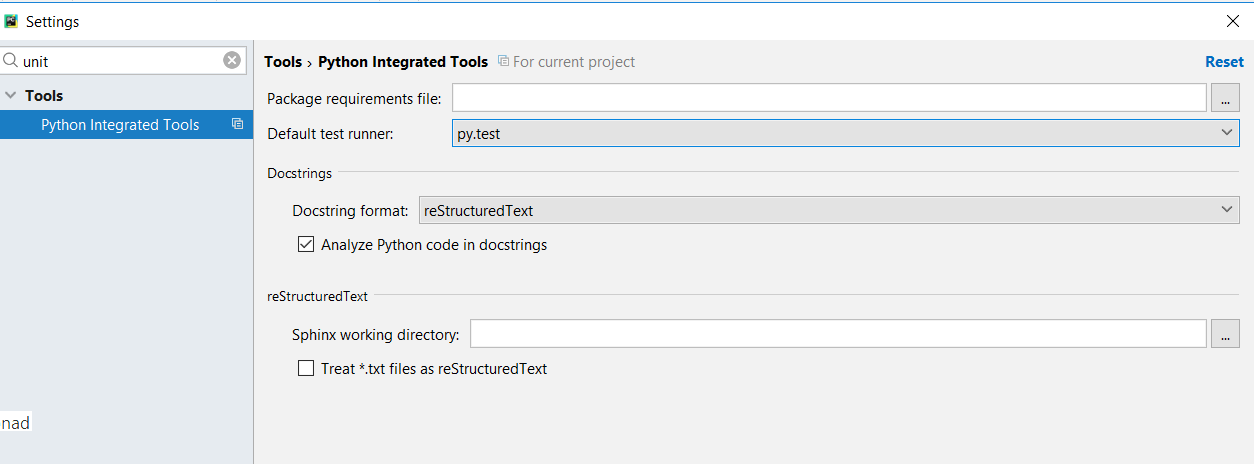 Settings
unit
Tools
Python Integrated Tools
nad
Tools › Python Integrated Tools For current project Reset
Package requirements file: ...
Default test runner: py.test
Docstrings
Docstring format: reStructuredText
Analyze Python code in docstrings
reStructuredText
Sphinx working directory: ...
Treat *.txt files as reStructuredText